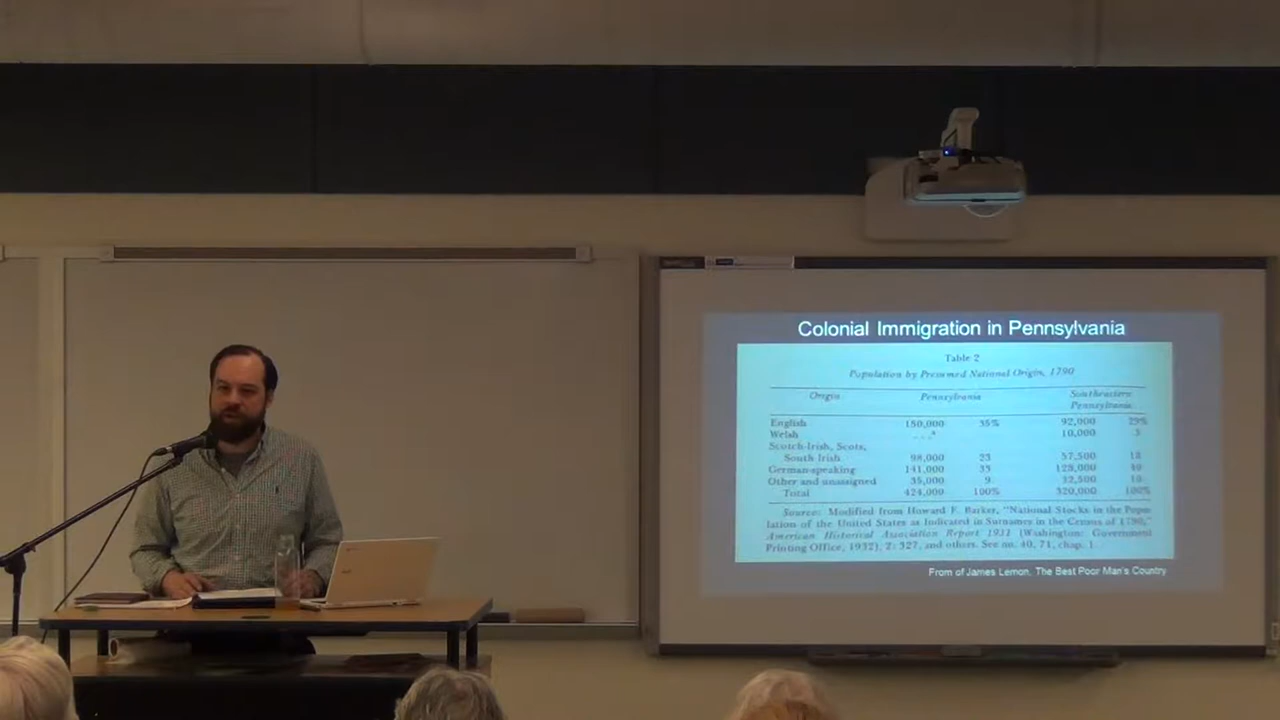 Colonial Immigration in Pennsylvania
Table 2
Population by Presumed National Origin, 1790
Origin Pennsylvania Southeastern Pennsylvania
English 150,000 35% 92,000 29%
Welsh ...ª 10,000 3
Scotch-Irish, Scots,
South Irish 98,000 23 57,500 18
German-speaking 141,000 33 128,000 40
Other and unassigned 35,000 9 32,500 10
Total 424,000 100% 320,000 100%
Source: Modified from Howard F. Barker, "National Stocks in the Popu-
lation of the United States as Indicated in Surnames in the Census of 1790,"
American Historical Association Report 1931 (Washington: Government
Printing Office, 1932), 2: 327, and others. See no. 40, 71, chap. 1.
From of James Lemon, The Best Poor Man's Country